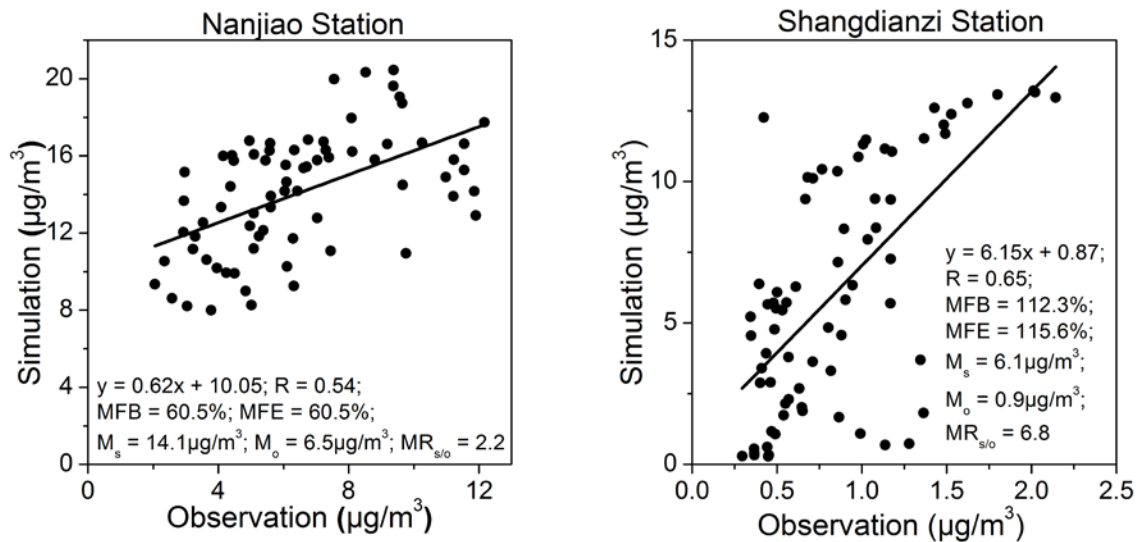 Nanjiao Station
Simulation (µg/m³)
20
16
12
8
4
0
y = 0.62x + 10.05; R = 0.54;
MFB = 60.5%; MFE = 60.5%;
Mₛ = 14.1µg/m³; Mₒ = 6.5µg/m³; MRₛ/ₒ = 2.2
0 4 8 12
Observation (µg/m³)
Shangdianzi Station
Simulation (µg/m³)
15
10
5
0
y = 6.15x + 0.87;
R = 0.65;
MFB = 112.3%;
MFE = 115.6%;
Mₛ = 6.1µg/m³;
Mₒ = 0.9µg/m³;
MRₛ/ₒ = 6.8
0.0 0.5 1.0 1.5 2.0 2.5
Observation (µg/m³)